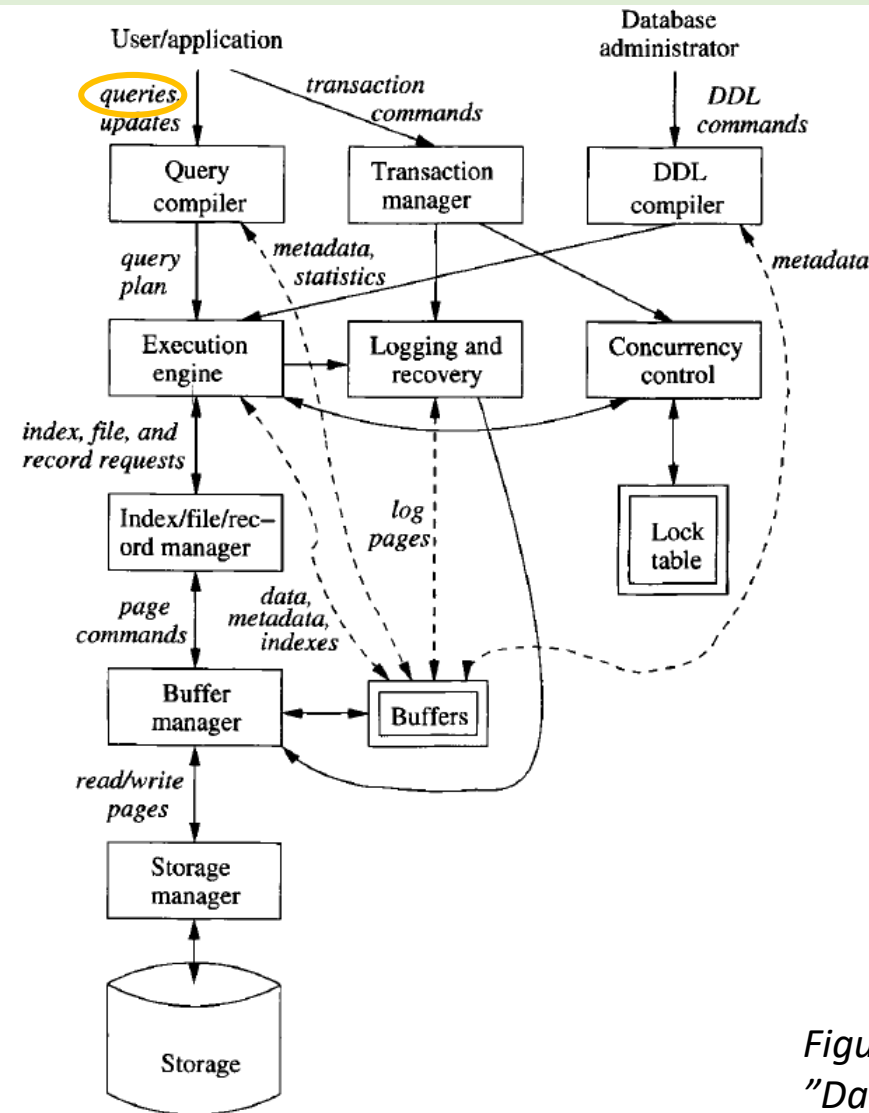 User/application
Database
administrator
queries,
updates
transaction
commands
DDL
commands
Query
compiler
Transaction
manager
DDL
compiler
query
plan
metadata,
statistics
metadata
Execution
engine
Logging and
recovery
Concurrency
control
index, file, and
record requests
Index/file/rec–
ord manager
log
pages
Lock
table
page
commands
data,
metadata,
indexes
Buffer
manager
Buffers
read/write
pages
Storage
manager
Storage
Figu
"Da